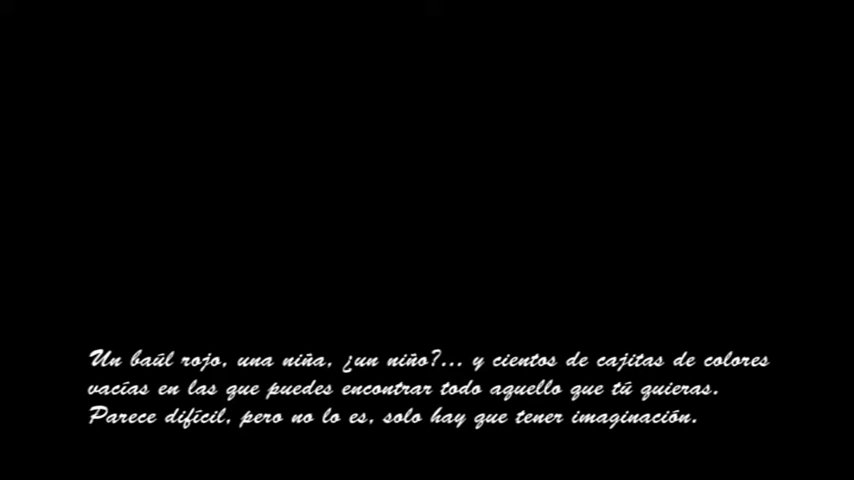 Un baúl rojo, una niña, ¿un niño?... y cientos de cajitas de colores
vacías en las que puedes encontrar todo aquello que tú quieras.
Parece difícil, pero no lo es, solo hay que tener imaginación.